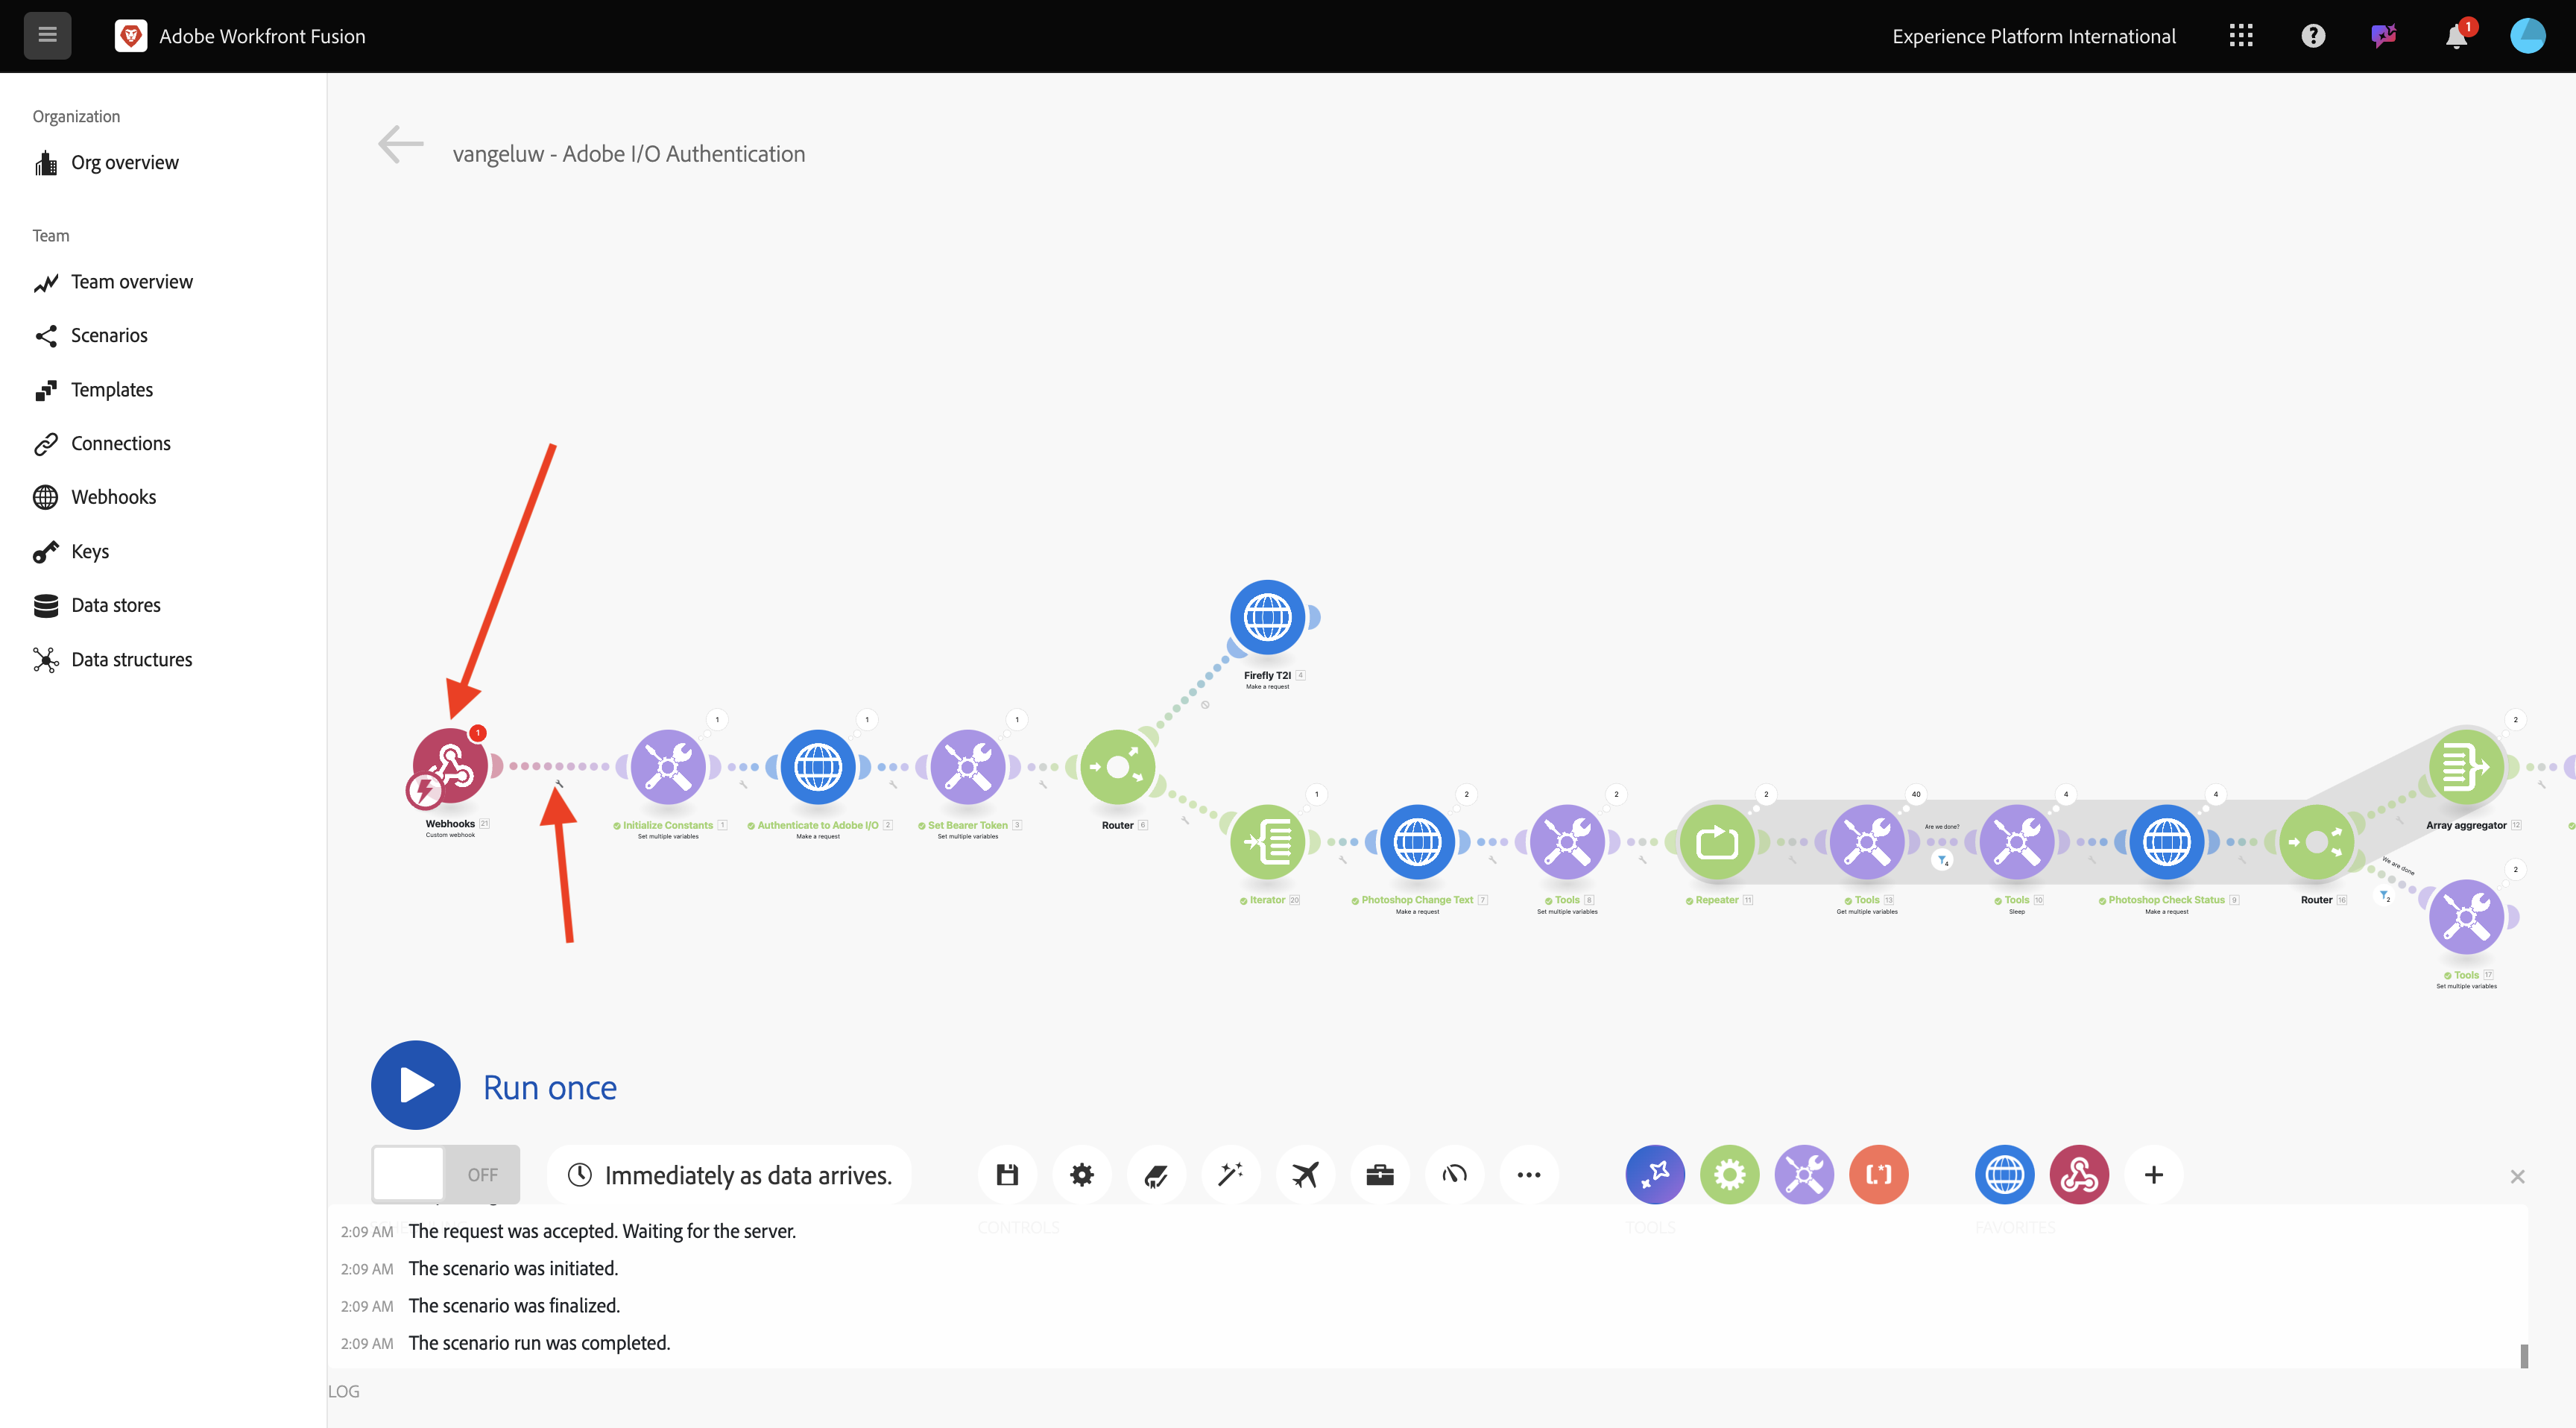 Adobe Workfront Fusion
Experience Platform International
1
Organization
Org overview
Team
Team overview
Scenarios
Templates
Connections
Webhooks
Keys
Data stores
Data structures
vangeluw - Adobe I/O Authentication
Firefly T2I 4
Make a request
1
Webhooks 21
Custom webhook
1
Initialize Constants 1
Set multiple variables
1
Authenticate to Adobe I/O 2
Make a request
1
Set Bearer Token 3
Set multiple variables
Router 6
1
Iterator 20
2
Photoshop Change Text 7
Make a request
2
Tools 8
Set multiple variables
2
Repeater 11
40
Tools 13
Get multiple variables
Are we done?
4
4
Tools 10
Sleep
4
Photoshop Check Status 9
Make a request
Router 16
2
Array aggregator 12
We are done
2
2
Tools 17
Set multiple variables
Run once
OFF
Immediately as data arrives.
CONTROLS
TOOLS
FAVORITES
2:09 AM The request was accepted. Waiting for the server.
2:09 AM The scenario was initiated.
2:09 AM The scenario was finalized.
2:09 AM The scenario run was completed.
LOG